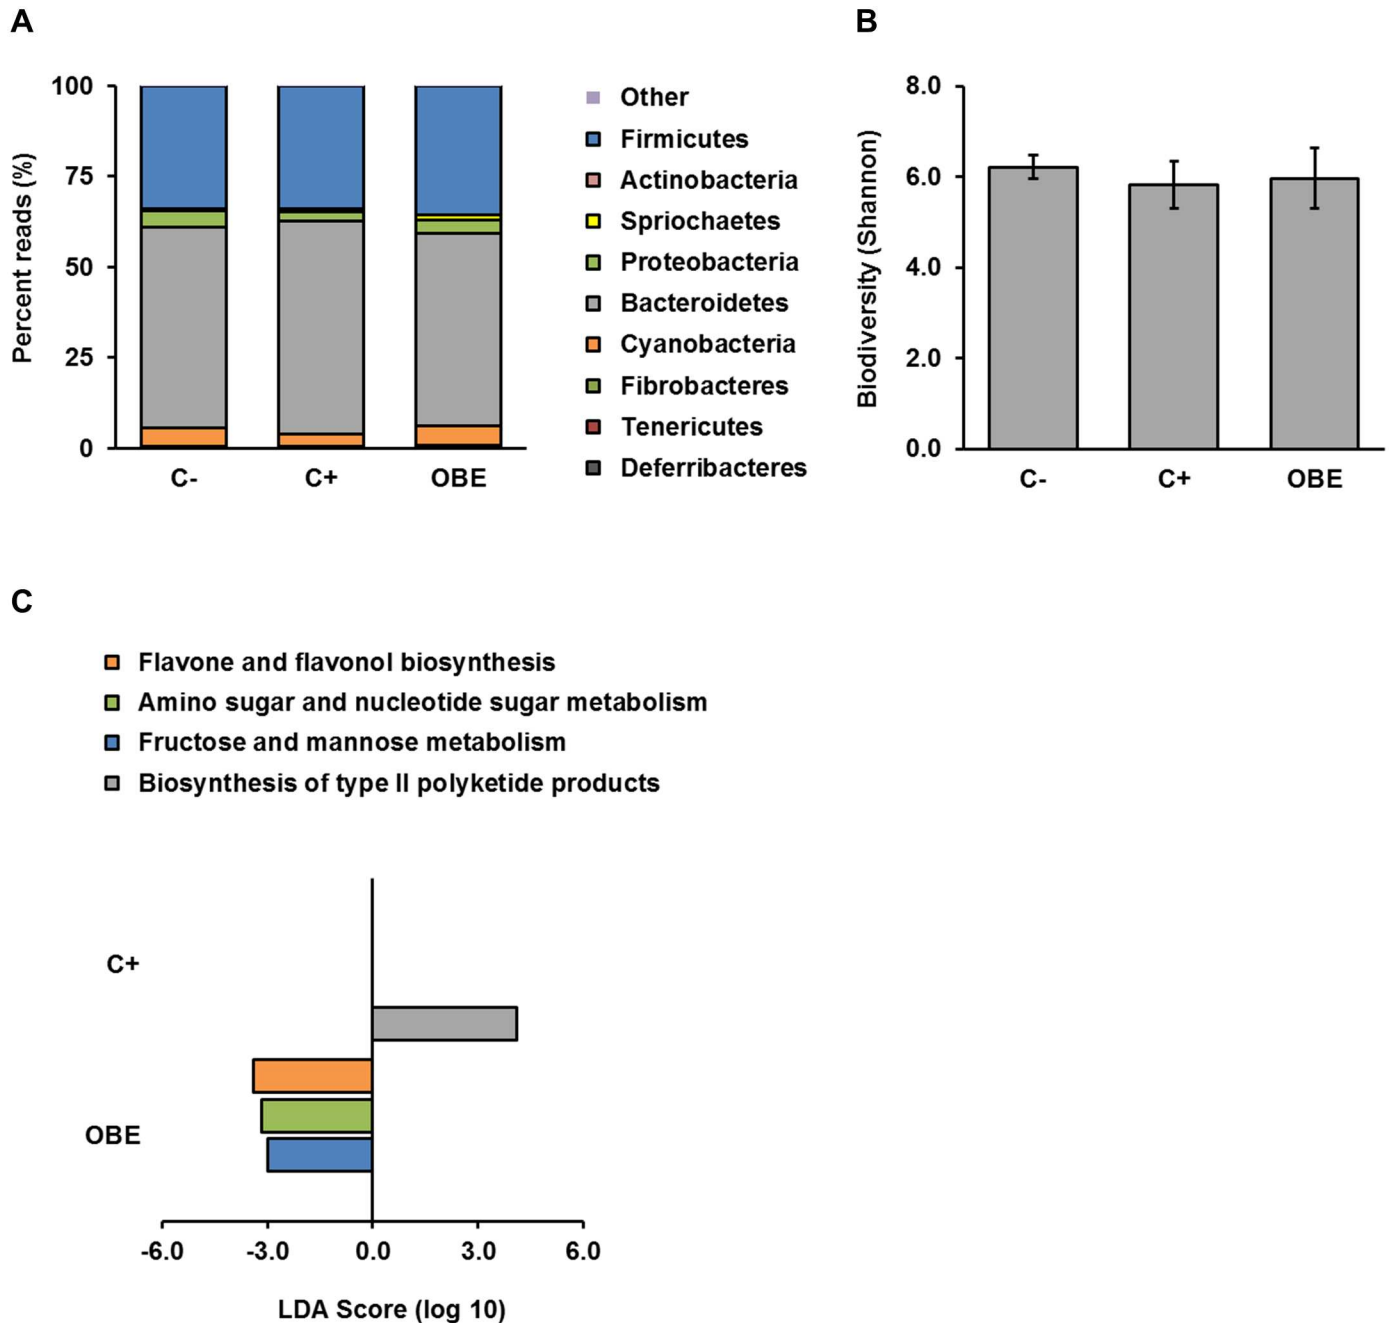 A
Percent reads (%)
100
75
50
25
0
C-
C+
OBE
Other
Firmicutes
Actinobacteria
Spriochaetes
Proteobacteria
Bacteroidetes
Cyanobacteria
Fibrobacteres
Tenericutes
Deferribacteres
B
Biodiversity (Shannon)
8.0
6.0
4.0
2.0
0.0
C-
C+
OBE
C
Flavone and flavonol biosynthesis
Amino sugar and nucleotide sugar metabolism
Fructose and mannose metabolism
Biosynthesis of type II polyketide products
C+
OBE
-6.0
-3.0
0.0
3.0
6.0
LDA Score (log 10)